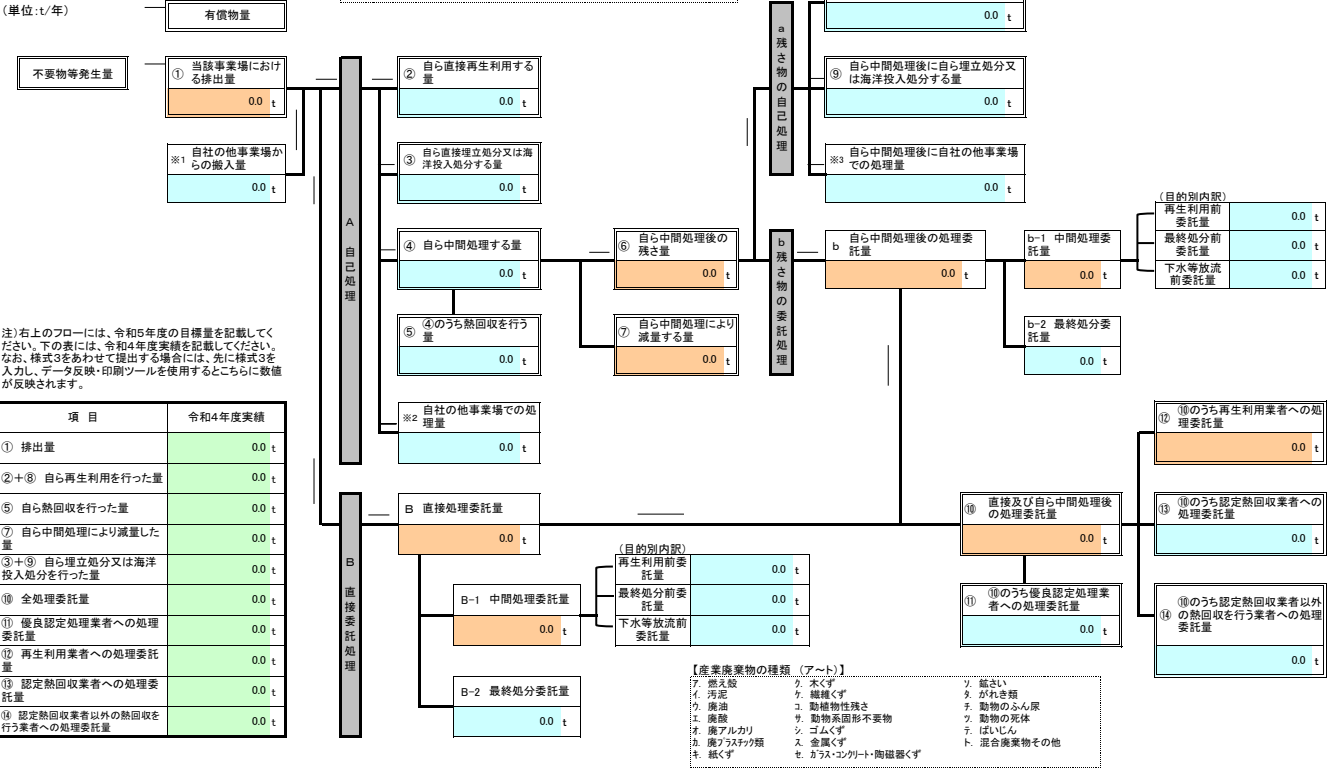 (単位:t/年)
有償物量
不要物等発生量
① 当該事業場におけ
る排出量
0.0 t
※1 自社の他事業場か
らの搬入量
0.0 t
A 自己処理
② 自ら直接再生利用する
量
0.0 t
③ 自ら直接埋立処分又は海
洋投入処分する量
0.0 t
④ 自ら中間処理する量
0.0 t
⑤ ④のうち熱回収を行う
量
0.0 t
※2 自社の他事業場での処
理量
0.0 t
⑥ 自ら中間処理後の
残さ量
0.0 t
⑦ 自ら中間処理により
減量する量
0.0 t
a 残さ物の自己処理
0.0 t
⑨ 自ら中間処理後に自ら埋立処分又
は海洋投入処分する量
0.0 t
※3 自ら中間処理後に自社の他事業場
での処理量
0.0 t
b 残さ物の委託処理
b 自ら中間処理後の処理委
託量
0.0 t
b-1 中間処理委
託量
0.0 t
(目的別内訳)
再生利用前
委託量
0.0 t
最終処分前
委託量
0.0 t
下水等放流
前委託量
0.0 t
b-2 最終処分委
託量
0.0 t
注)右上のフローには、令和5年度の目標量を記載してく
ださい。下の表には、令和4年度実績を記載してください。
なお、様式3をあわせて提出する場合には、先に様式3を
入力し、データ反映・印刷ツールを使用するとこちらに数値
が反映されます。
項 目 令和4年度実績
① 排出量 0.0 t
②+⑧ 自ら再生利用を行った量 0.0 t
⑤ 自ら熱回収を行った量 0.0 t
⑦ 自ら中間処理により減量した
量 0.0 t
③+⑨ 自ら埋立処分又は海洋
投入処分を行った量 0.0 t
⑩ 全処理委託量 0.0 t
⑪ 優良認定処理業者への処理
委託量 0.0 t
⑫ 再生利用業者への処理委託
量 0.0 t
⑬ 認定熱回収業者への処理委
託量 0.0 t
⑭ 認定熱回収業者以外の熱回収を
行う業者への処理委託量 0.0 t
B 直接委託処理
B 直接処理委託量
0.0 t
B-1 中間処理委託量
0.0 t
(目的別内訳)
再生利用前委
託量
0.0 t
最終処分前委
託量
0.0 t
下水等放流前
委託量
0.0 t
B-2 最終処分委託量
0.0 t
⑩ 直接及び自ら中間処理後
の処理委託量
0.0 t
⑪ ⑩のうち優良認定処理業
者への処理委託量
0.0 t
⑫ ⑩のうち再生利用業者への処
理委託量
0.0 t
⑬ ⑩のうち認定熱回収業者への
処理委託量
0.0 t
⑭ ⑩のうち認定熱回収業者以外
の熱回収を行う業者への処理
委託量
0.0 t
【産業廃棄物の種類 (ア~ト)】
ア. 燃え殻 ク. 木くず ソ. 鉱さい
イ. 汚泥 ケ. 繊維くず タ. がれき類
ウ. 廃油 コ. 動植物性残さ チ. 動物のふん尿
エ. 廃酸 サ. 動物系固形不要物 ツ. 動物の死体
オ. 廃アルカリ シ. ゴムくず テ. ばいじん
カ. 廃プラスチック類 ス. 金属くず ト. 混合廃棄物その他
キ. 紙くず セ. ガラス・コンクリート・陶磁器くず